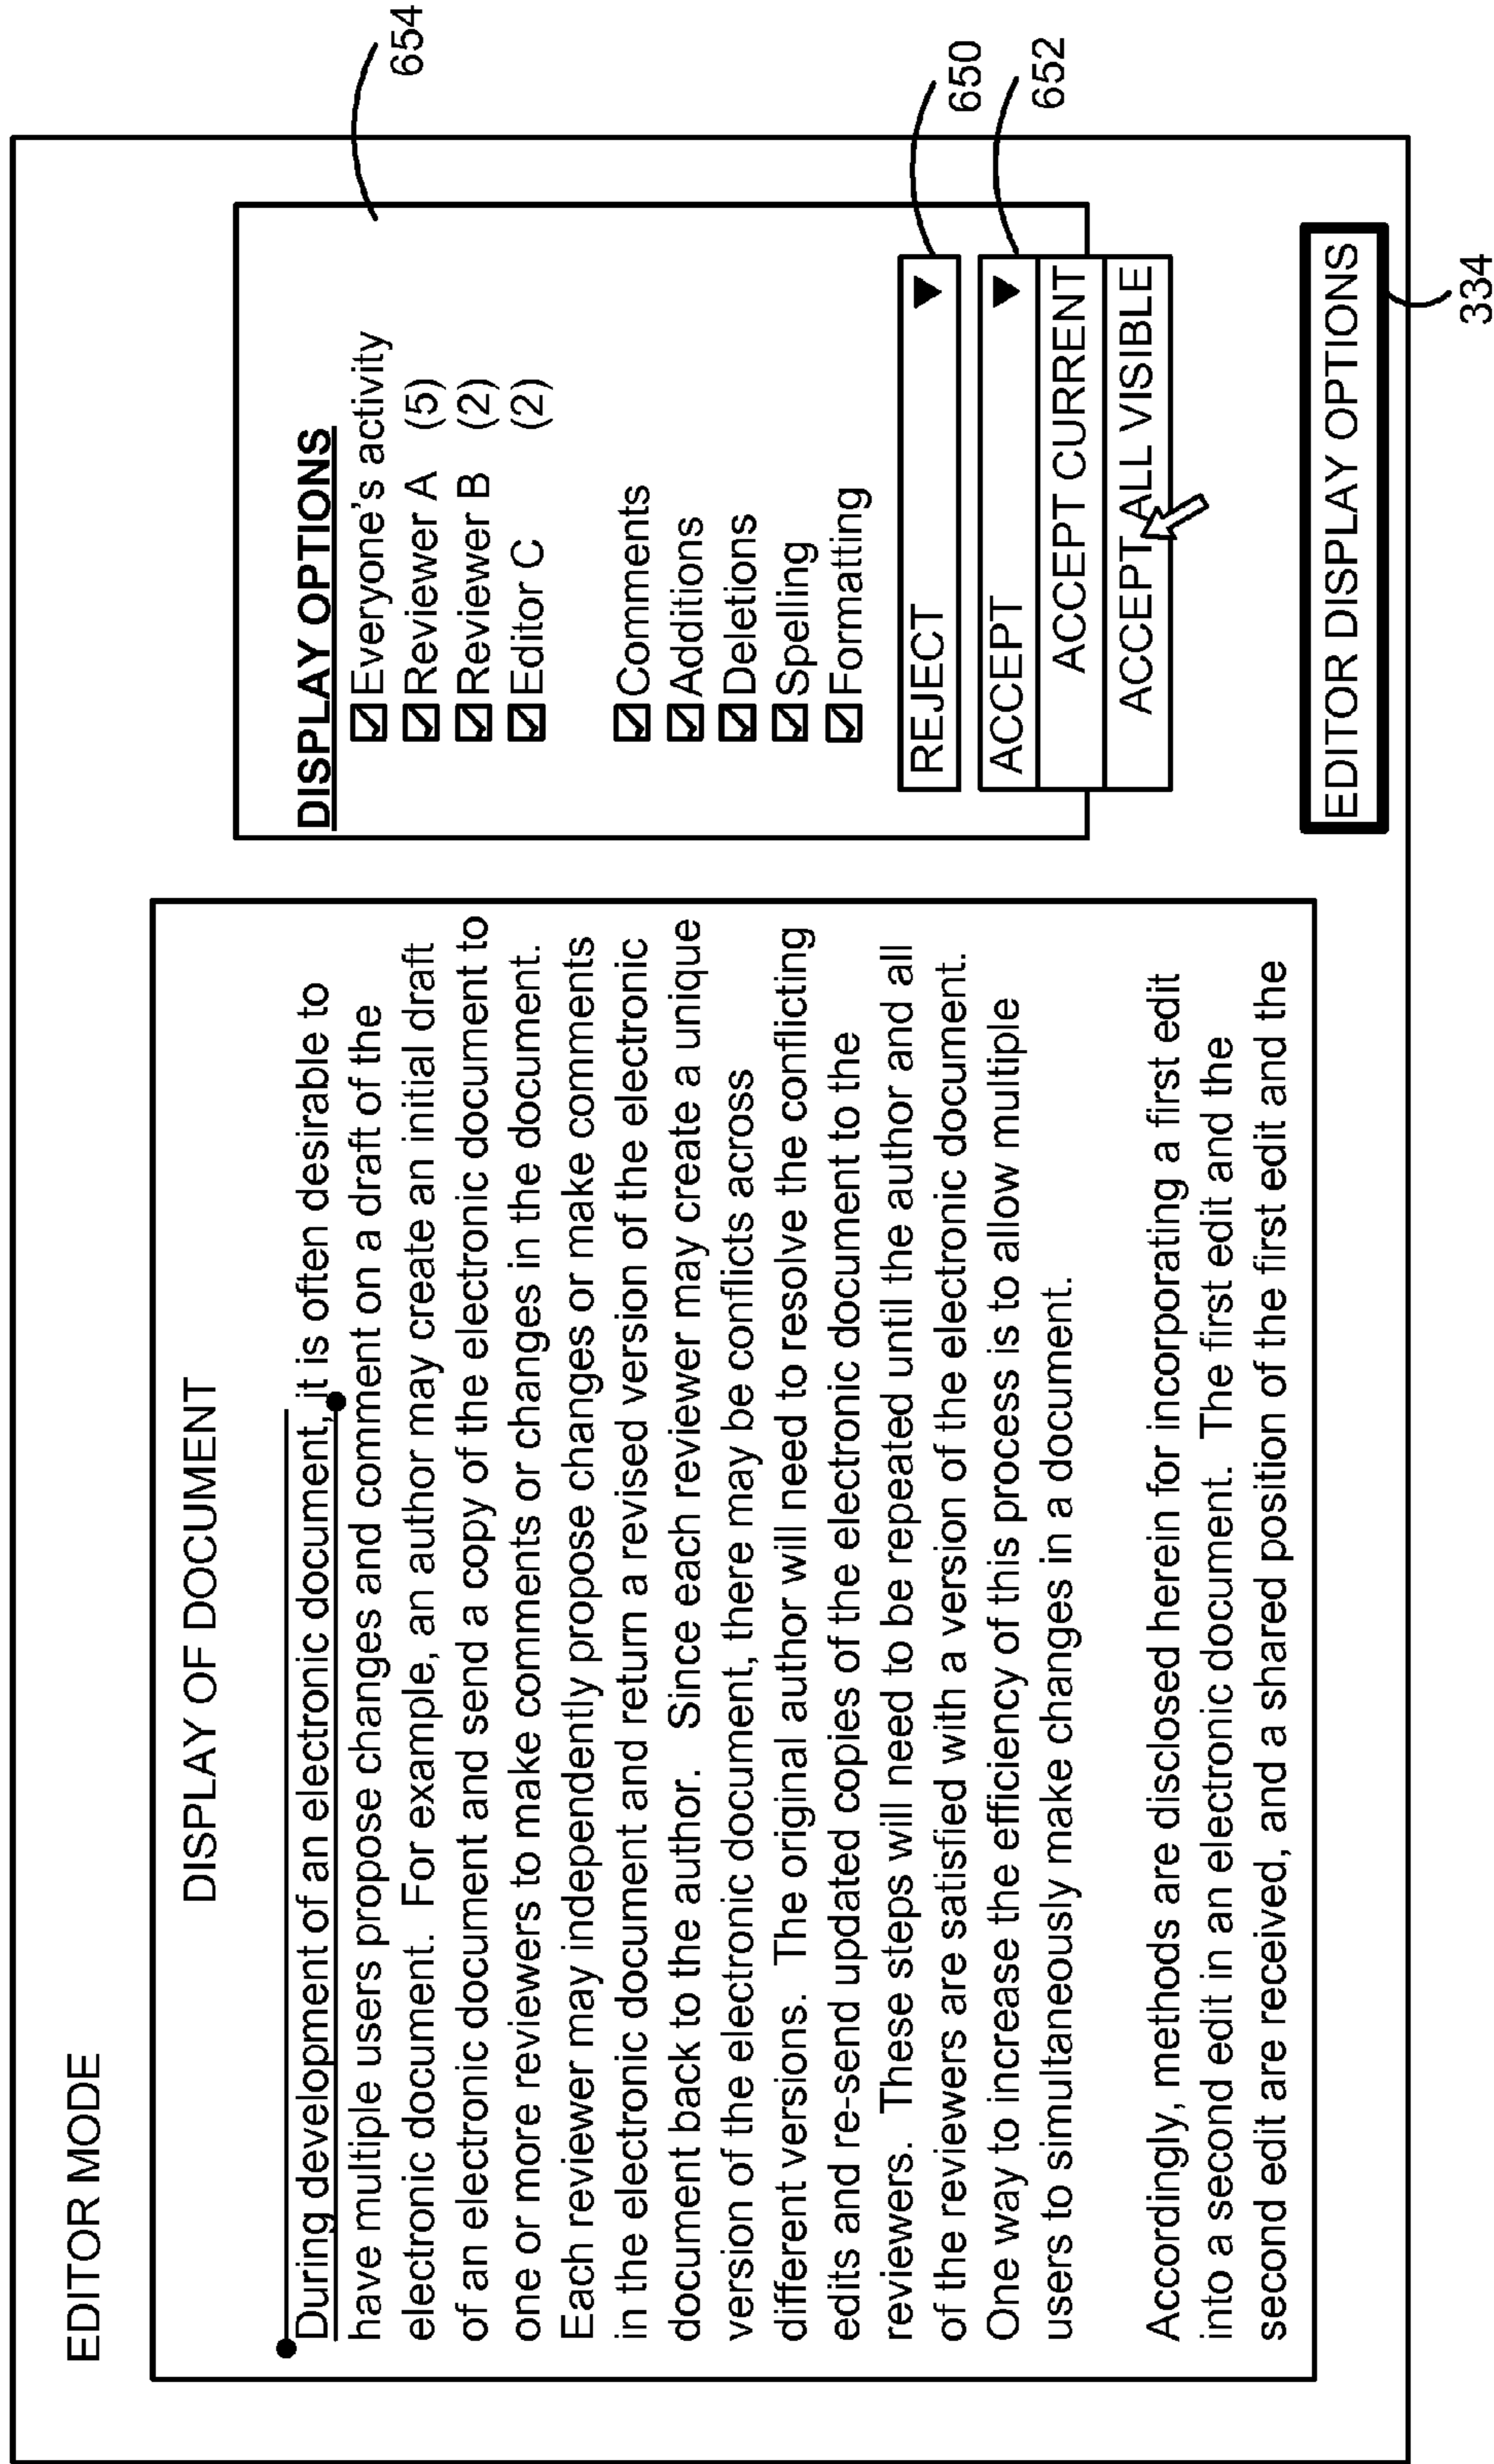 EDITOR MODE
DISPLAY OF DOCUMENT
During development of an electronic document, it is often desirable to
have multiple users propose changes and comment on a draft of the
electronic document. For example, an author may create an initial draft
of an electronic document and send a copy of the electronic document to
one or more reviewers to make comments or changes in the document.
Each reviewer may independently propose changes or make comments
in the electronic document and return a revised version of the electronic
document back to the author. Since each reviewer may create a unique
version of the electronic document, there may be conflicts across
different versions. The original author will need to resolve the conflicting
edits and re-send updated copies of the electronic document to the
reviewers. These steps will need to be repeated until the author and all
of the reviewers are satisfied with a version of the electronic document.
One way to increase the efficiency of this process is to allow multiple
users to simultaneously make changes in a document.
Accordingly, methods are disclosed herein for incorporating a first edit
into a second edit in an electronic document. The first edit and the
second edit are received, and a shared position of the first edit and the
DISPLAY OPTIONS
Everyone's activity
Reviewer A (5)
Reviewer B (2)
Editor C (2)
Comments
Additions
Deletions
Spelling
Formatting
REJECT
ACCEPT
ACCEPT CURRENT
ACCEPT ALL VISIBLE
EDITOR DISPLAY OPTIONS
654
650
652
334